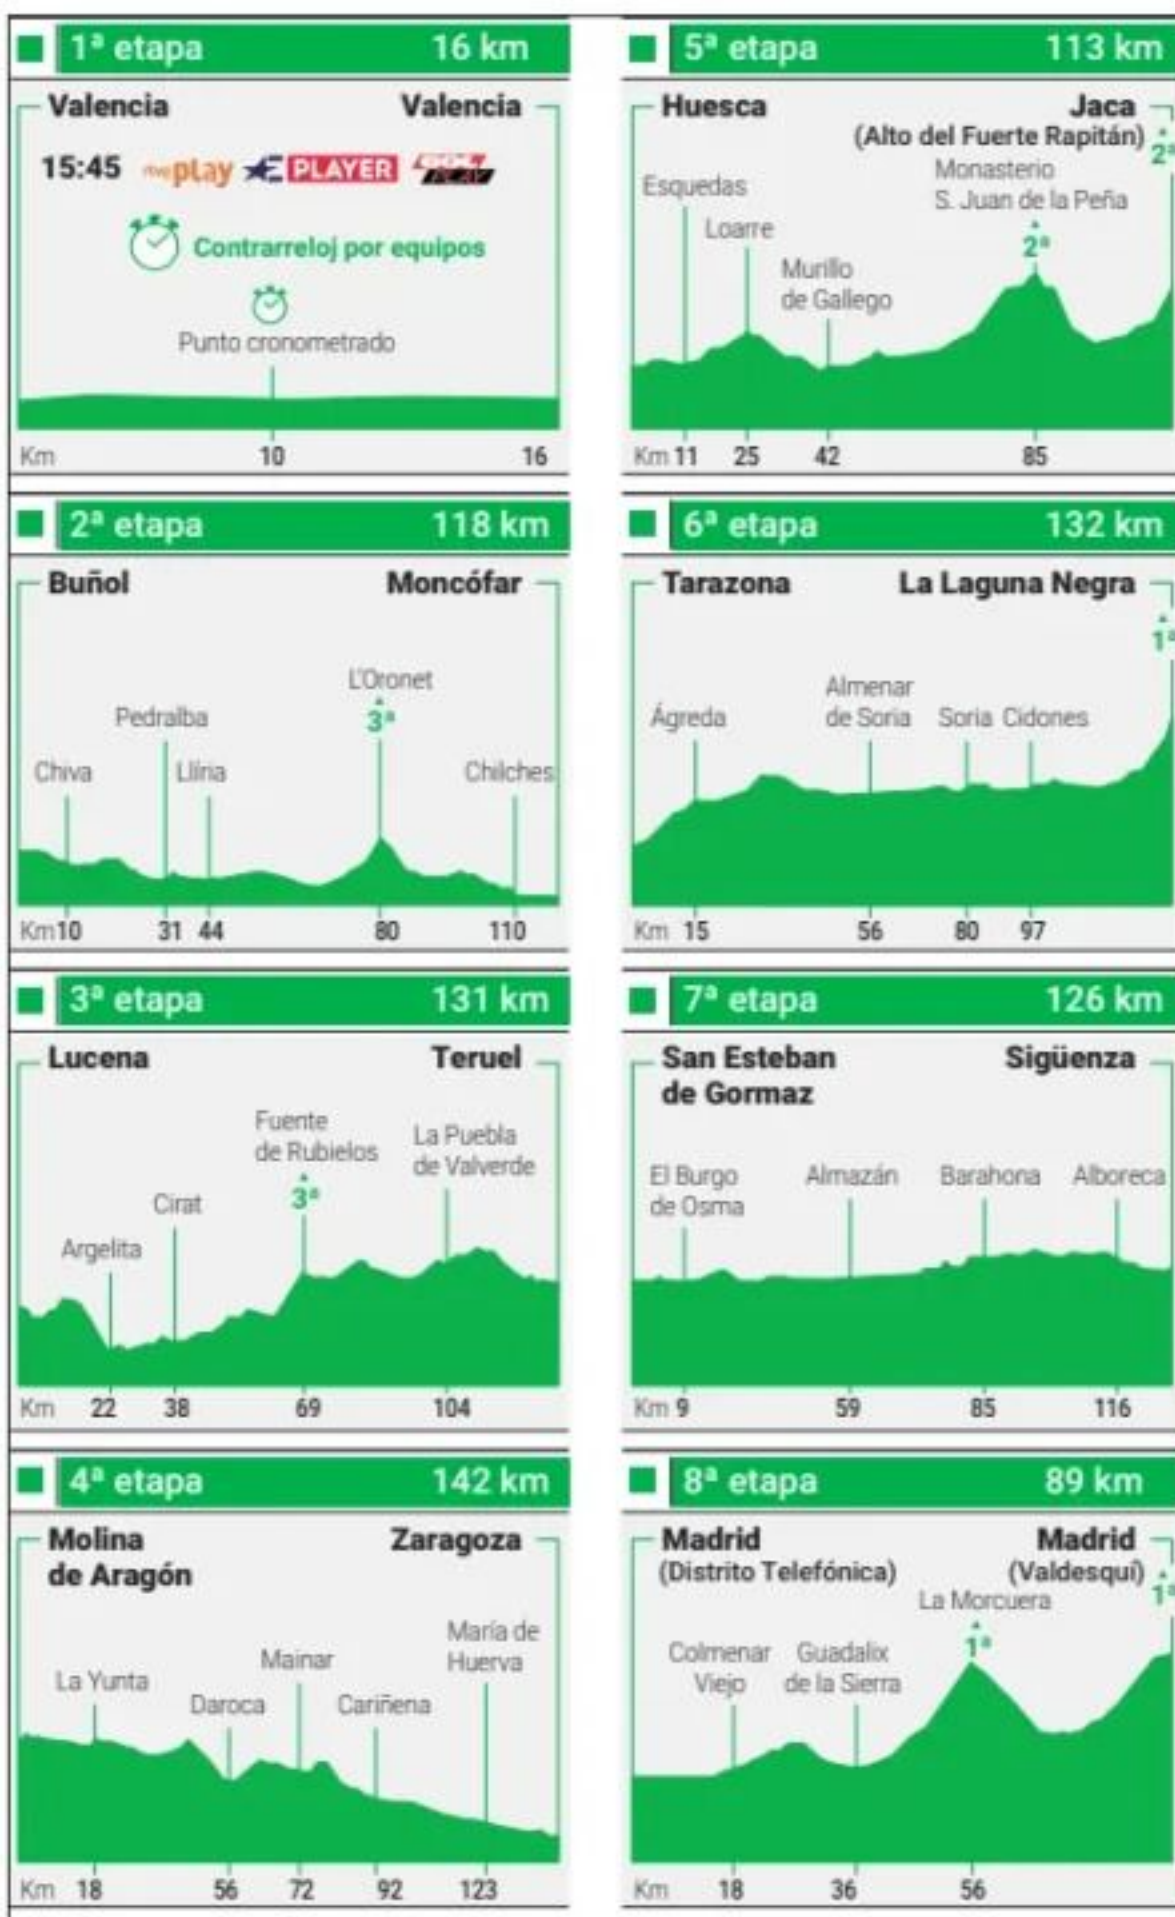 1ª etapa 16 km
Valencia Valencia
15:45 rtve play E PLAYER GOL PLAY
Contrarreloj por equipos
Punto cronometrado
Km 10 16
2ª etapa 118 km
Buñol Moncófar
L'Oronet
Pedralba 3ª
Chiva Llíria Chilches
Km 10 31 44 80 110
3ª etapa 131 km
Lucena Teruel
Fuente
de Rubielos
La Puebla
de Valverde
3ª
Cirat
Argelita
Km 22 38 69 104
4ª etapa 142 km
Molina
de Aragón
Zaragoza
María de
Huerva
Mainar
La Yunta
Daroca Cariñena
Km 18 56 72 92 123
5ª etapa 113 km
Huesca Jaca
(Alto del Fuerte Rapitán)
2ª
Monasterio
S. Juan de la Peña
Esquedas
Loarre
2ª
Murillo
de Gallego
Km 11 25 42 85
6ª etapa 132 km
Tarazona La Laguna Negra
1ª
Almenar
de Soria
Ágreda Soria Cidones
Km 15 56 80 97
7ª etapa 126 km
San Esteban
de Gormaz
Sigüenza
El Burgo
de Osma
Almazán Barahona Alboreca
Km 9 59 85 116
8ª etapa 89 km
Madrid Madrid
(Distrito Telefónica) (Valdesquí)
1ª
La Morcuera
1ª
Colmenar
Viejo
Guadalix
de la Sierra
Km 18 36 56